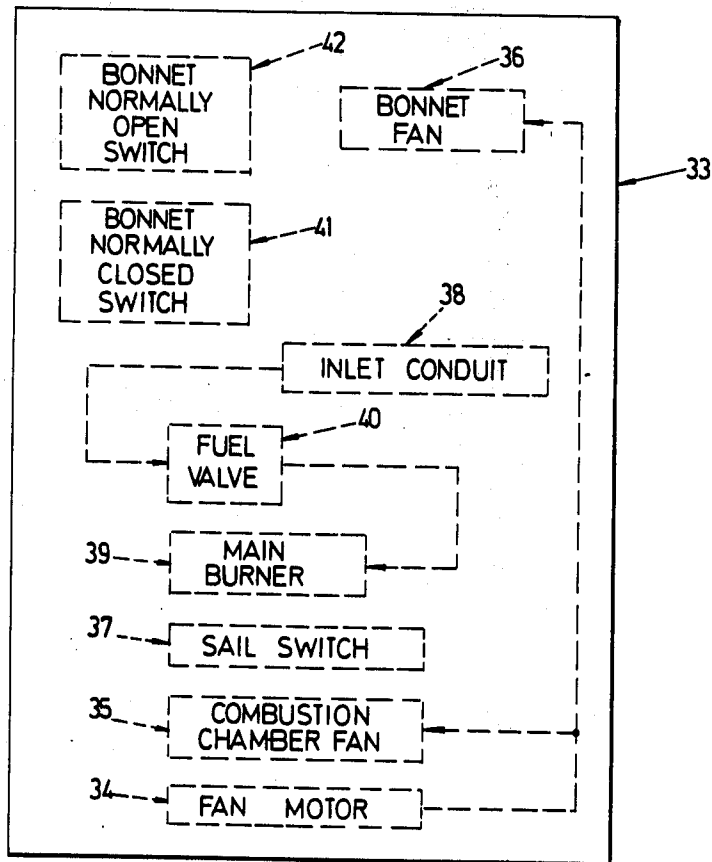 42
BONNET
NORMALLY
OPEN
SWITCH
36
BONNET
FAN
33
BONNET
NORMALLY
CLOSED
SWITCH
41
38
INLET CONDUIT
40
FUEL
VALVE
39
MAIN
BURNER
37
SAIL SWITCH
35
COMBUSTION
CHAMBER FAN
34
FAN MOTOR